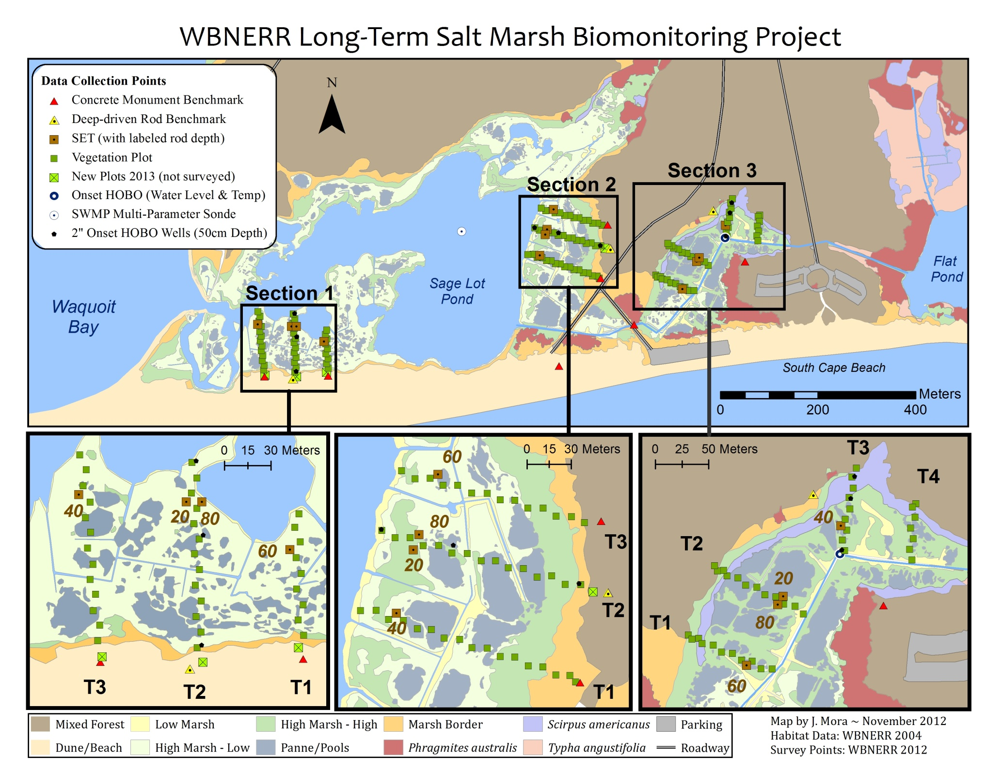 WBNERR Long-Term Salt Marsh Biomonitoring Project
Data Collection Points
Concrete Monument Benchmark
Deep-driven Rod Benchmark
SET (with labeled rod depth)
Vegetation Plot
New Plots 2013 (not surveyed)
Onset HOBO (Water Level & Temp)
SWMP Multi-Parameter Sonde
2" Onset HOBO Wells (50cm Depth)
N
Section 3
Section 2
Section 1
Waquoit
Bay
Sage Lot
Pond
Flat
Pond
South Cape Beach
Meters
0 200 400
0 15 30 Meters
40
20
80
60
T3
T2
T1
0 15 30 Meters
60
80
20
40
T3
T2
T1
0 25 50 Meters
T3
T4
40
T2
20
T1
80
60
Mixed Forest
Low Marsh
High Marsh - High
Marsh Border
Scirpus americanus
Parking
Dune/Beach
High Marsh - Low
Panne/Pools
Phragmites australis
Typha angustifolia
Roadway
Map by J. Mora ~ November 2012
Habitat Data: WBNERR 2004
Survey Points: WBNERR 2012